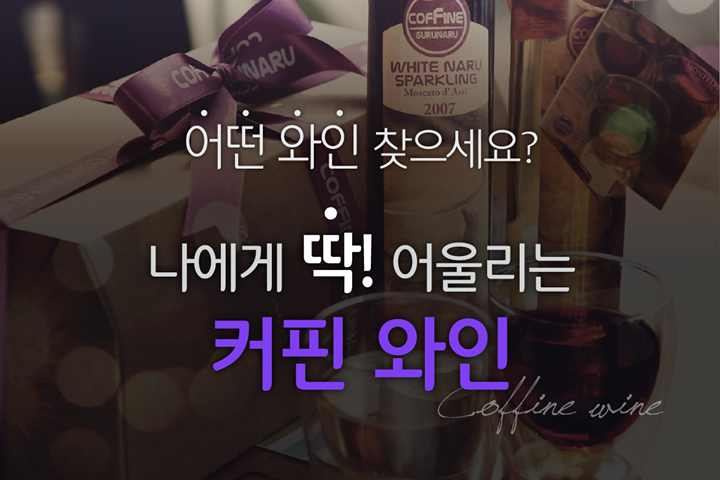 COFFINE
GURUNARU
WHITE NARU
SPARKLING
Moscato d'Asti
2007
COFFINE
어떤 와인 찾으세요?
나에게 딱! 어울리는
커핀 와인
Coffine wine